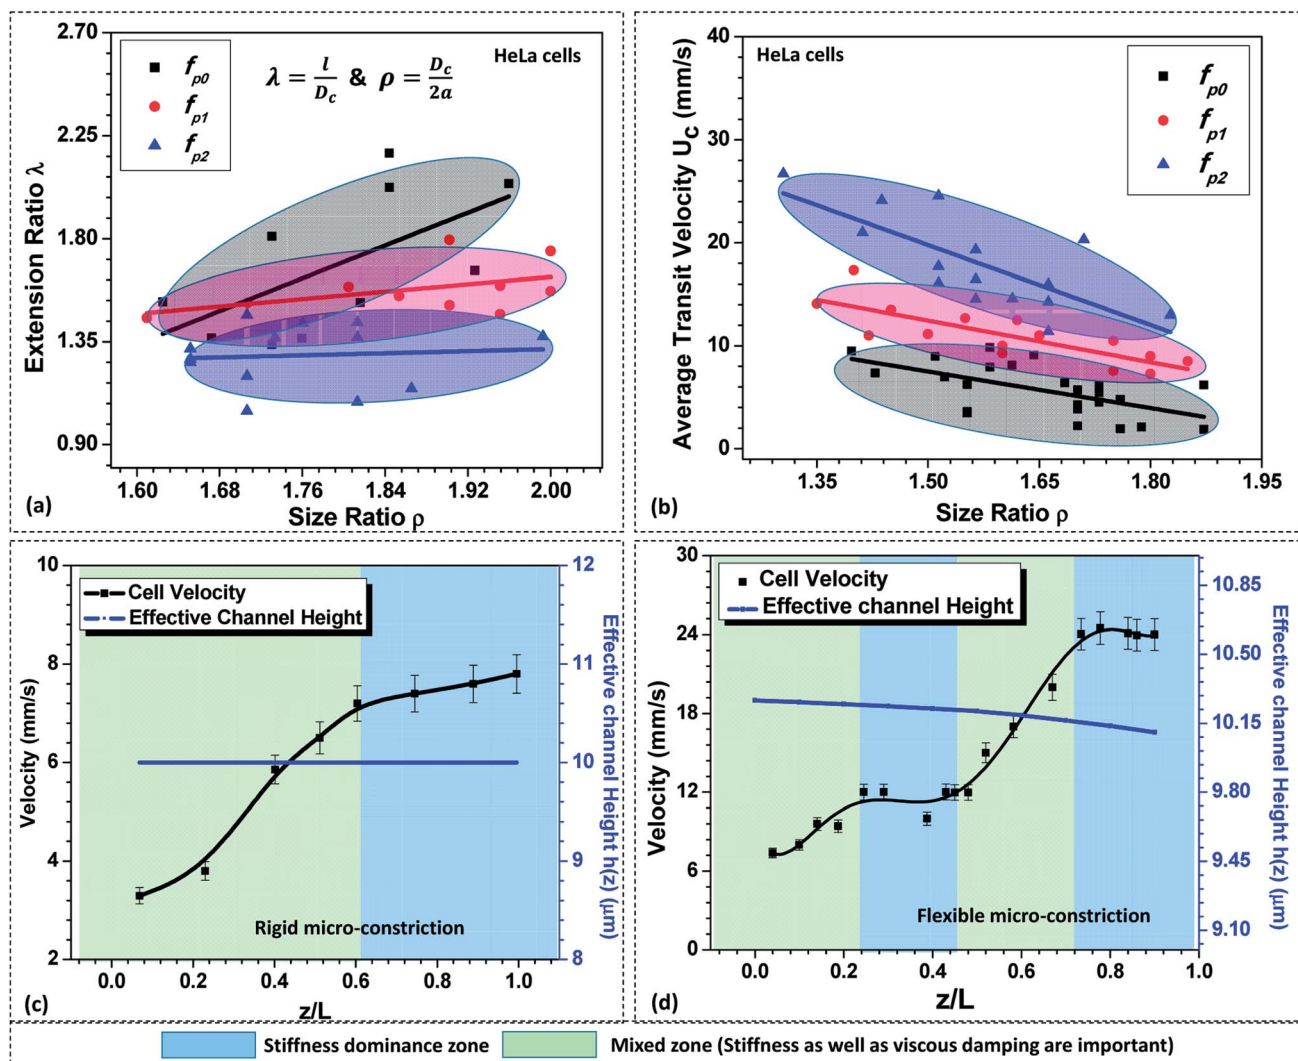 2.70
2.25
1.80
1.35
0.90
Extension Ratio λ
f p0
f p1
f p2
λ = l/D_c & ρ = D_c/2a
HeLa cells
1.60 1.68 1.76 1.84 1.92 2.00
(a)
Size Ratio ρ
40
30
20
10
0
Average Transit Velocity U_C (mm/s)
HeLa cells
f p0
f p1
f p2
1.35 1.50 1.65 1.80 1.95
(b)
Size Ratio ρ
10
8
6
4
2
Velocity (mm/s)
Cell Velocity
Effective Channel Height
12
11
10
9
8
Effective channel Height h(z) (μm)
Rigid micro-constriction
0.0 0.2 0.4 0.6 0.8 1.0
(c)
z/L
30
24
18
12
6
0
Velocity (mm/s)
Cell Velocity
Effective channel Height
10.85
10.50
10.15
9.80
9.45
9.10
Effective channel Height h(z) (μm)
Flexible micro-constriction
0.0 0.2 0.4 0.6 0.8 1.0
(d)
z/L
Stiffness dominance zone
Mixed zone (Stiffness as well as viscous damping are important)